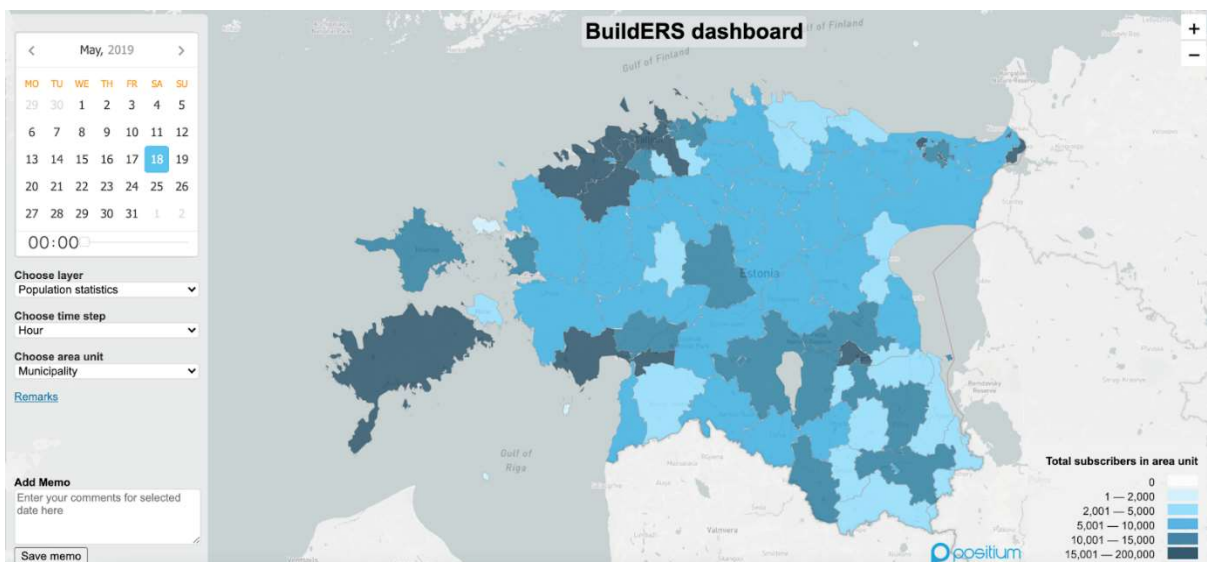 BuildERS dashboard
Gulf of Finland
Gulf of Finland
+
−
<
May, 2019
>
MO TU WE TH FR SA SU
29 30 1 2 3 4 5
6 7 8 9 10 11 12
13 14 15 16 17 18 19
20 21 22 23 24 25 26
27 28 29 30 31 1 2
00:00
Choose layer
Population statistics
Choose time step
Hour
Choose area unit
Municipality
Remarks
Add Memo
Enter your comments for selected
date here
Save memo
Estonia
Gulf of
Riga
Valmiera
Total subscribers in area unit
0
1 — 2,000
2,001 — 5,000
5,001 — 10,000
10,001 — 15,000
15,001 — 200,000
positium